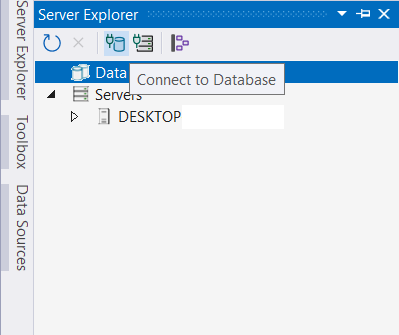 Server Explorer
Server Explorer
Toolbox
Data Sources
Data
Connect to Database
Servers
DESKTOP